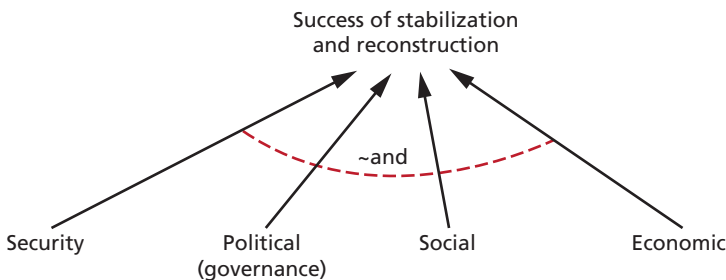 Success of stabilization
and reconstruction
~and
Security
Political
(governance)
Social
Economic